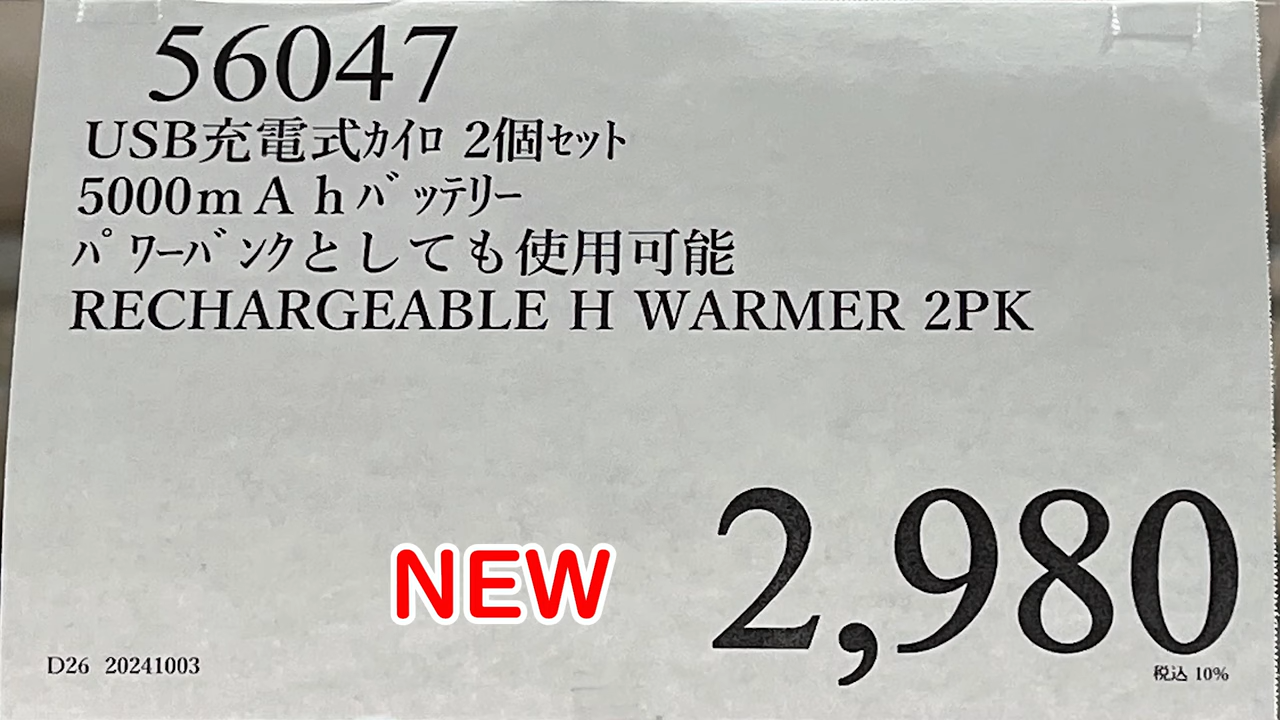 56047
USB充電式ｶｲﾛ 2個ｾｯﾄ
5000ｍＡｈﾊﾞｯﾃﾘｰ
ﾊﾟﾜｰﾊﾞﾝｸとしても使用可能
RECHARGEABLE H WARMER 2PK
NEW
2,980
D26 20241003
税込 10%